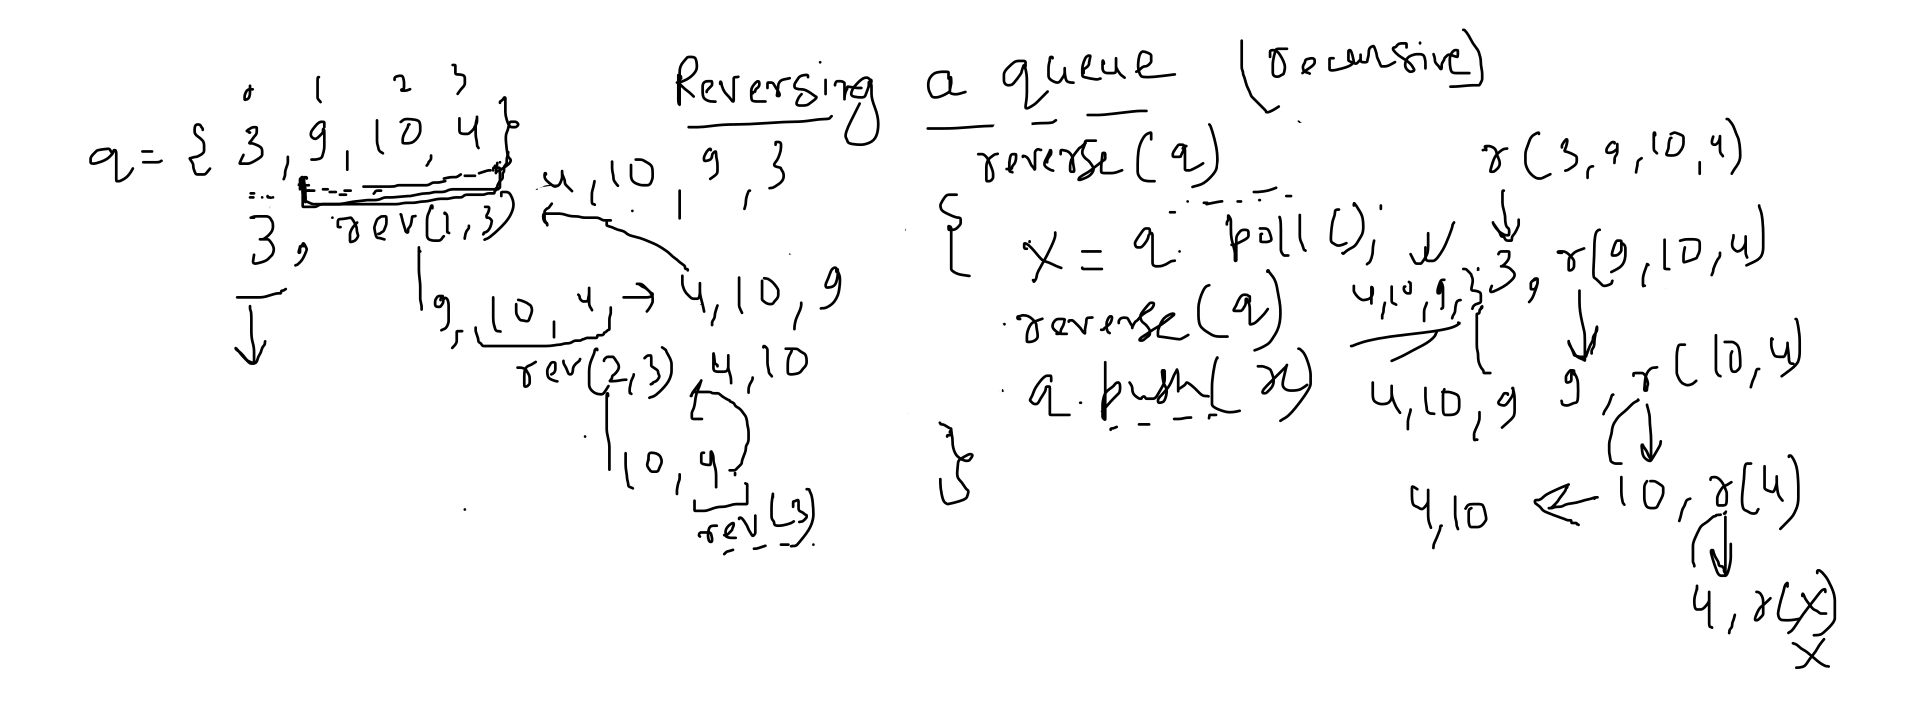 Reversing a queue (recursive)
0 1 2 3
q = { 3, 9, 10, 4 }
3, rev(1,3)
4, 10, 9, 3
9, 10, 4, → 4, 10, 9
rev(2,3) 4, 10
10, 4
rev(3)
reverse(q)
{
x = q. poll();
reverse(q)
q. push(x)
}
r(3, 9, 10, 4)
4, 10, 9, 3 3, r(9, 10, 4)
4, 10, 9 9, r(10, 4)
4, 10 ← 10, r(4)
4, r(x)
x